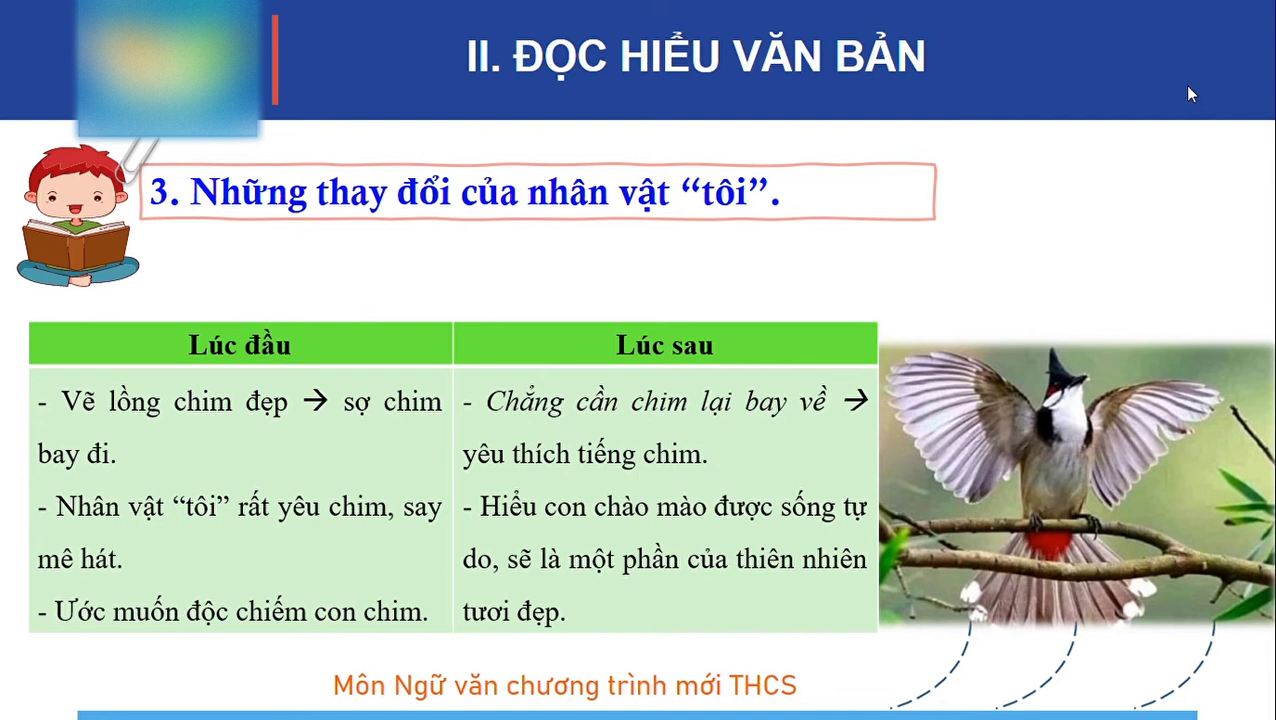 II. ĐỌC HIỂU VĂN BẢN
3. Những thay đổi của nhân vật “tôi”.
Lúc đầu
- Vẽ lồng chim đẹp → sợ chim
bay đi.
- Nhân vật “tôi” rất yêu chim, say
mê hát.
- Ước muốn độc chiếm con chim.
Lúc sau
- Chẳng cần chim lại bay về →
yêu thích tiếng chim.
- Hiểu con chào mào được sống tự
do, sẽ là một phần của thiên nhiên
tươi đẹp.
Môn Ngữ văn chương trình mới THCS